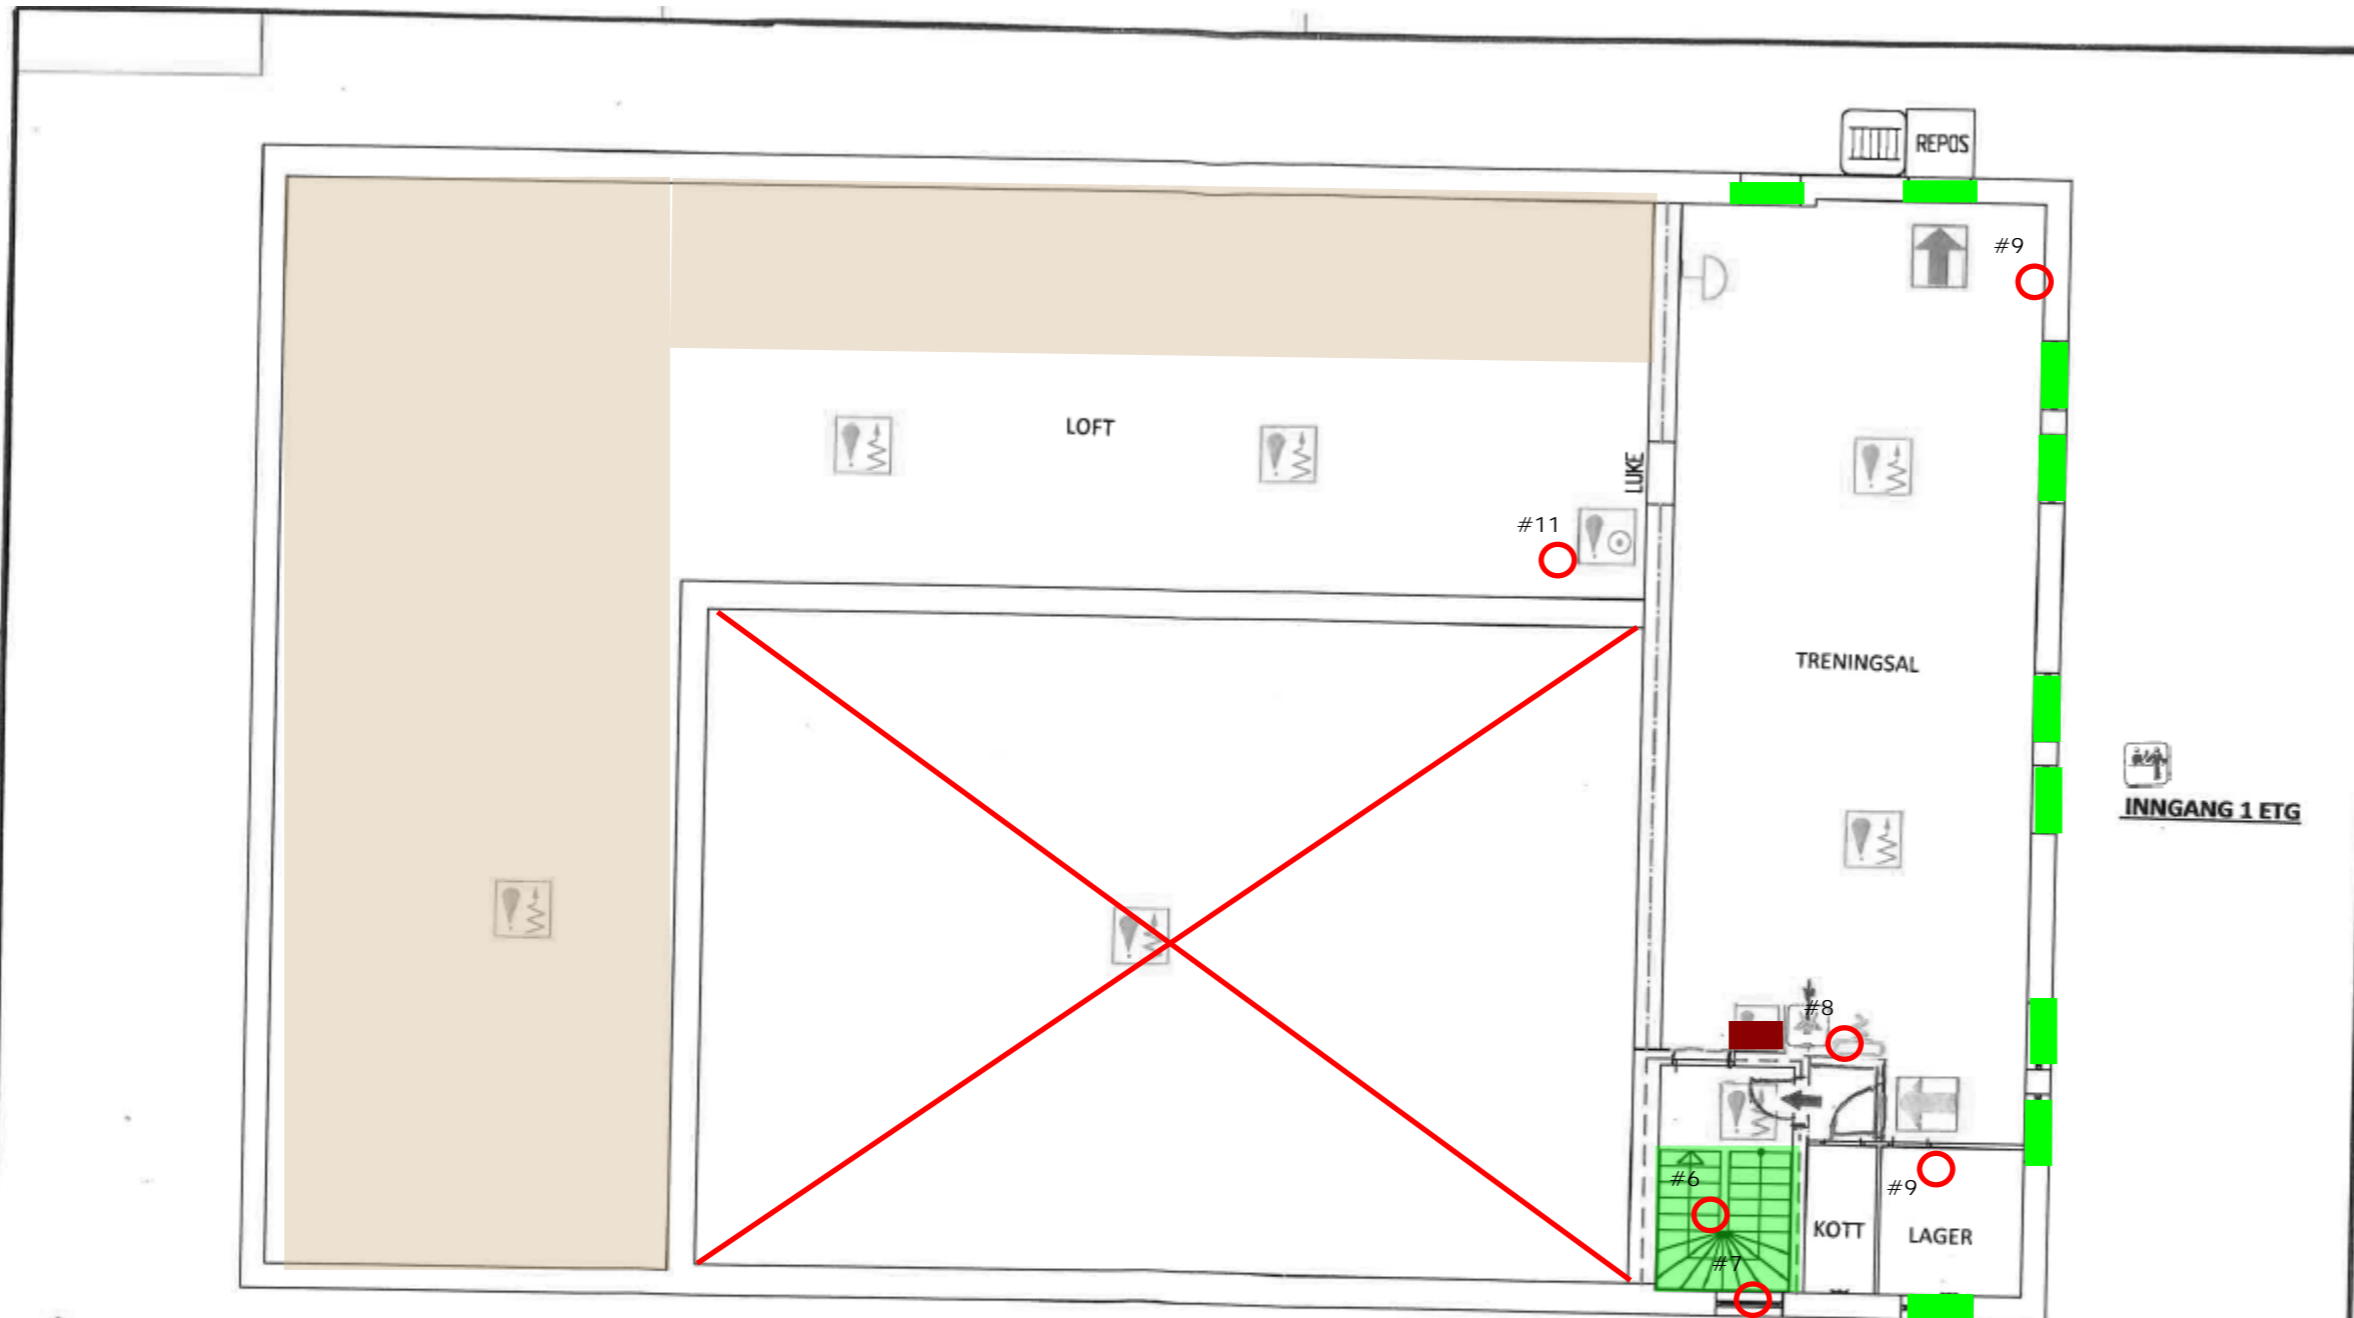 REPOS
#9
LOFT
LUKE
#11
TRENINGSAL
INNGANG 1 ETG
#8
#6
#9
KOTT
LAGER
#7